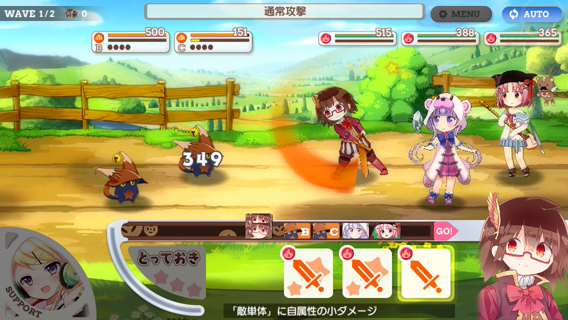 WAVE 1/2 0
通常攻撃
MENU
AUTO
500
B
151
C
515
388
365
349
B
C
GO!
とっておき
SUPPORT
「敵単体」に自属性の小ダメージ